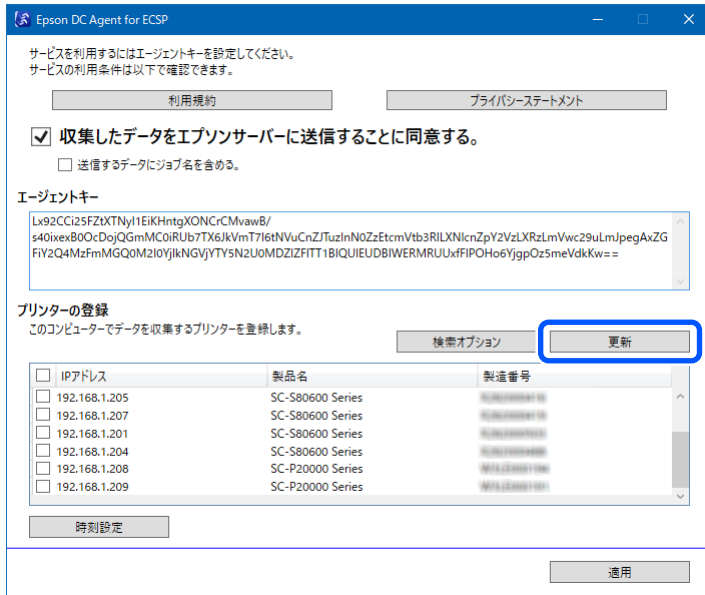 Epson DC Agent for ECSP
サービスを利用するにはエージェントキーを設定してください。
サービスの利用条件は以下で確認できます。
利用規約 プライバシーステートメント
収集したデータをエプソンサーバーに送信することに同意する。
送信するデータにジョブ名を含める。
エージェントキー
Lx92CCi25FZtXTNyI1EiKHntgXONCrCMvawB/
s40ixexB0OcDojQGmMC0iRUb7TX6JkVmT7I6tNVuCnZJTuzlnN0ZzEtcmVtb3RlLXNlcnZpY2VzLXRzLmVwc29uLmJpegAxZG
FiY2Q4MzFmMGQ0M2I0YjlkNGVjYTY5N2U0MDZIZFITT1BIQUlEUDBIWERMRUUxfFlPOHo6YjgpOz5meVdkKw==
プリンターの登録
このコンピューターでデータを収集するプリンターを登録します。
検索オプション 更新
IPアドレス 製品名 製造番号
192.168.1.205 SC-S80600 Series
192.168.1.207 SC-S80600 Series
192.168.1.201 SC-S80600 Series
192.168.1.204 SC-S80600 Series
192.168.1.208 SC-P20000 Series
192.168.1.209 SC-P20000 Series
時刻設定
適用